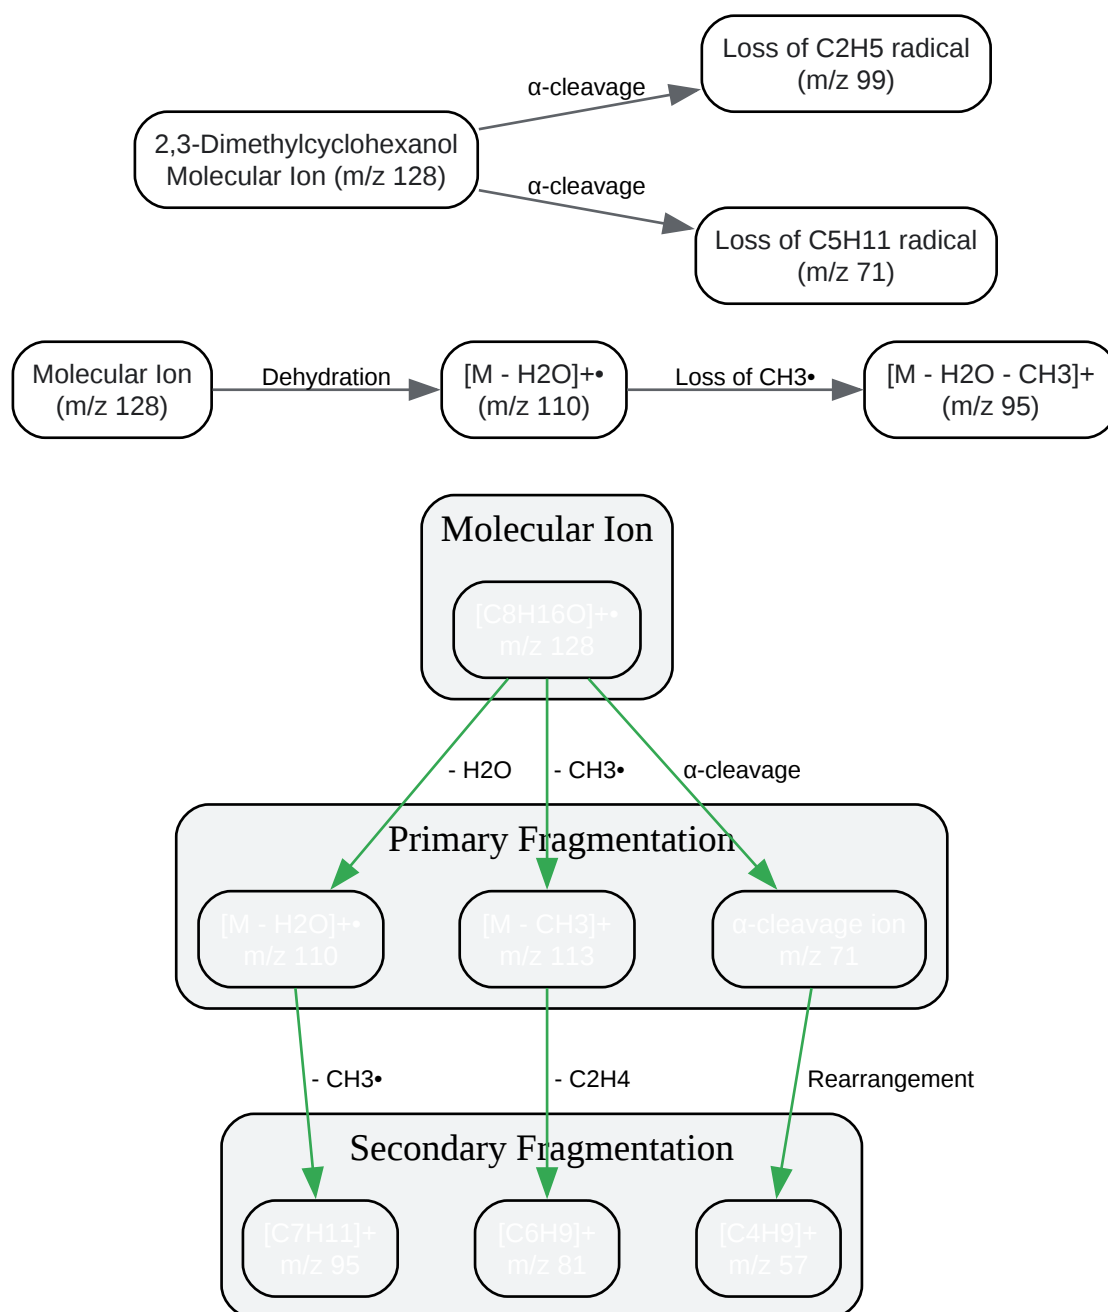 Loss of C2H5 radical
(m/z 99)
α-cleavage
2,3-Dimethylcyclohexanol
Molecular Ion (m/z 128)
α-cleavage
Loss of C5H11 radical
(m/z 71)
Molecular Ion
(m/z 128)
Dehydration
[M - H2O]+•
(m/z 110)
Loss of CH3•
[M - H2O - CH3]+
(m/z 95)
Molecular Ion
[C8H16O]+•
m/z 128
- H2O
- CH3•
α-cleavage
Primary Fragmentation
[M - H2O]+•
m/z 110
[M - CH3]+
m/z 113
α-cleavage ion
m/z 71
- CH3•
- C2H4
Rearrangement
Secondary Fragmentation
[C7H11]+
m/z 95
[C6H9]+
m/z 81
[C4H9]+
m/z 57